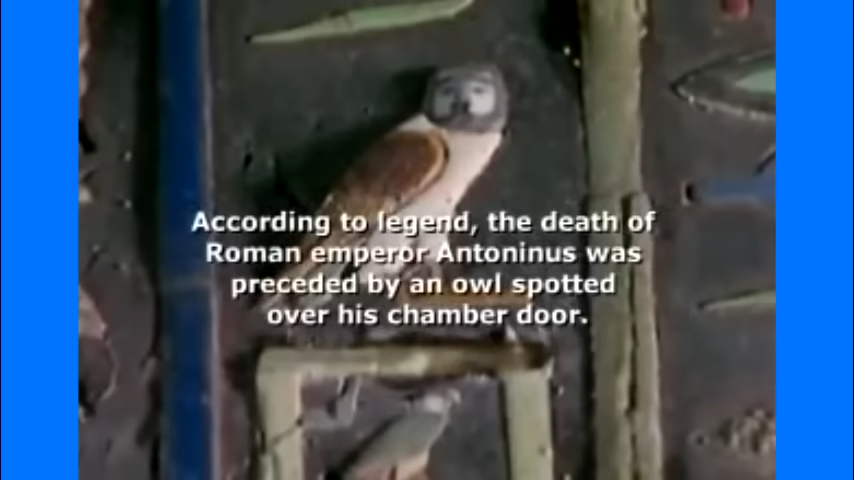 According to legend, the death of
Roman emperor Antoninus was
preceded by an owl spotted
over his chamber door.